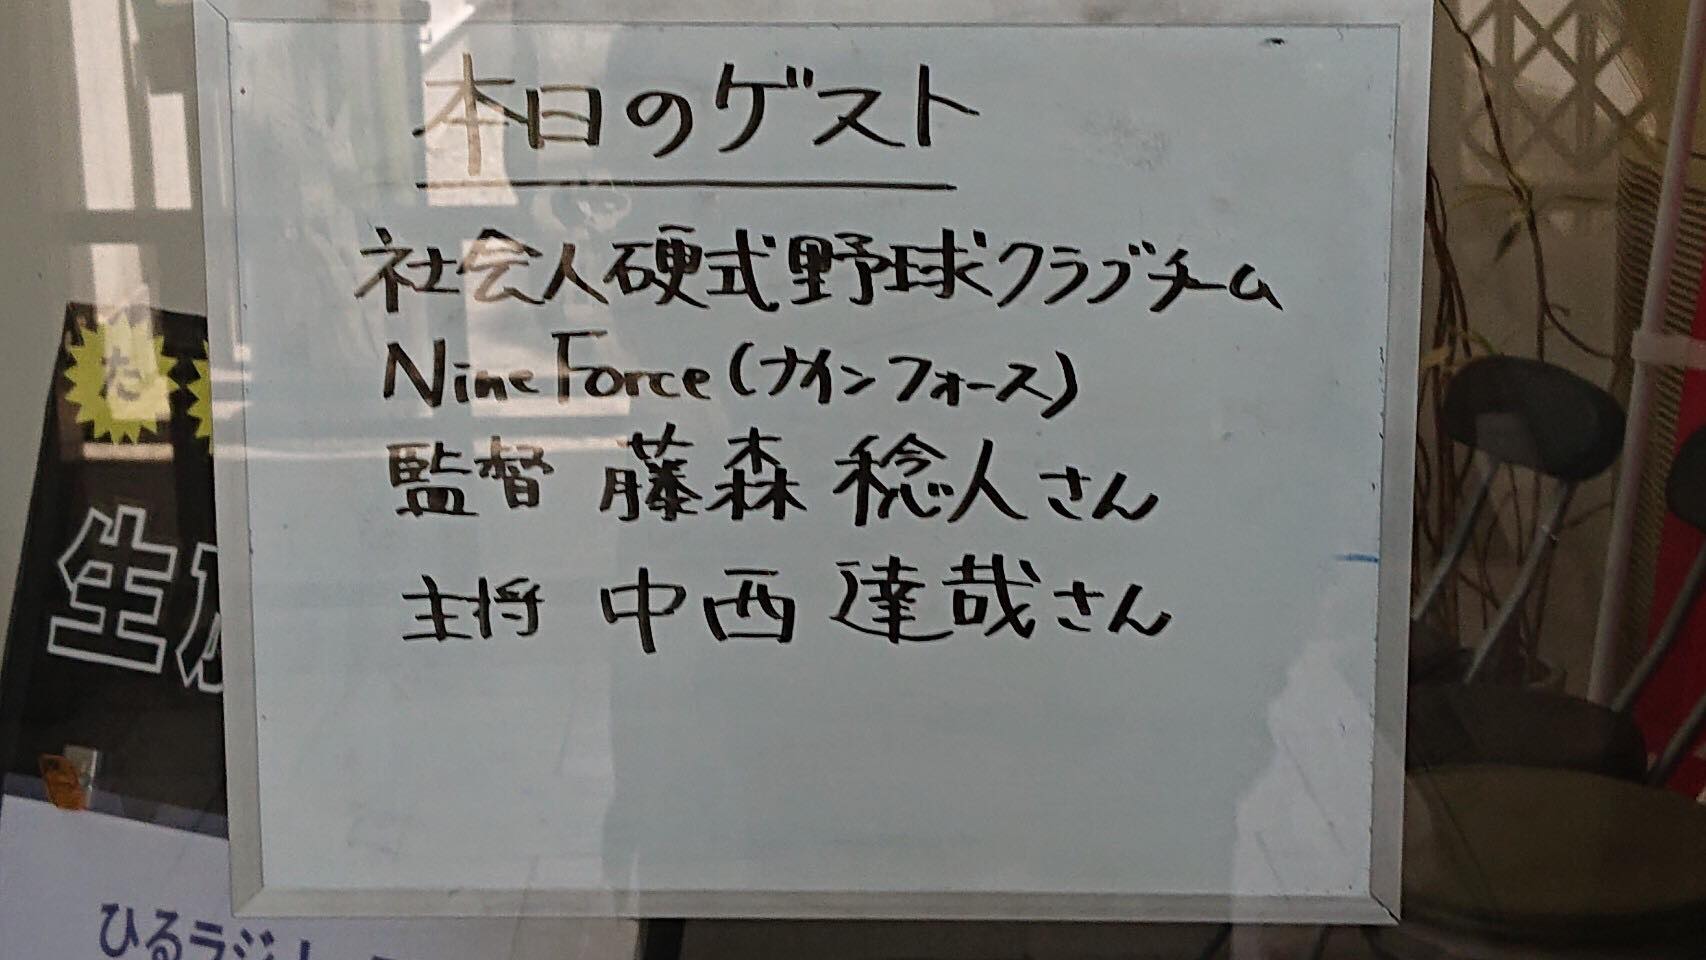 本日のゲスト
社会人硬式野球クラブチーム
Nine Force (ナインフォース)
監督 藤森 稔人さん
主将 中西 達哉さん
た
生
ひるラジ